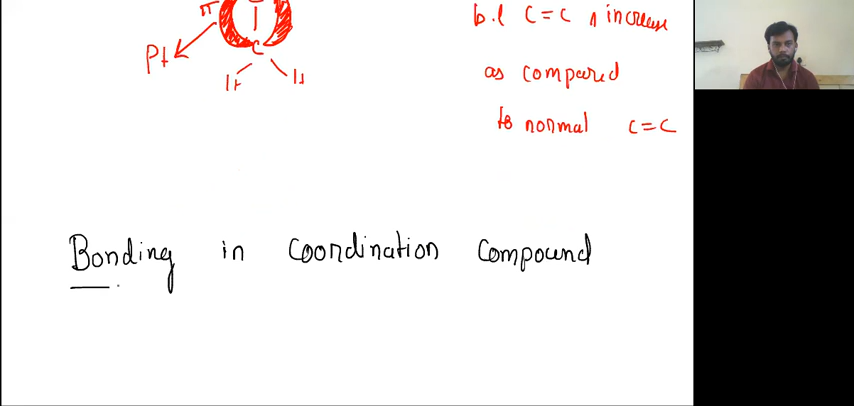 π
b.l C=C ↑ increase
C
Pt
H H
as compared
to normal C=C
Bonding in coordination compound